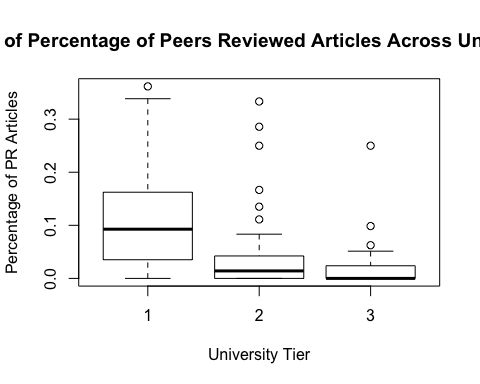 of Percentage of Peers Reviewed Articles Across Un
Percentage of PR Articles
0.3
0.2
0.1
0.0
1 2 3
University Tier